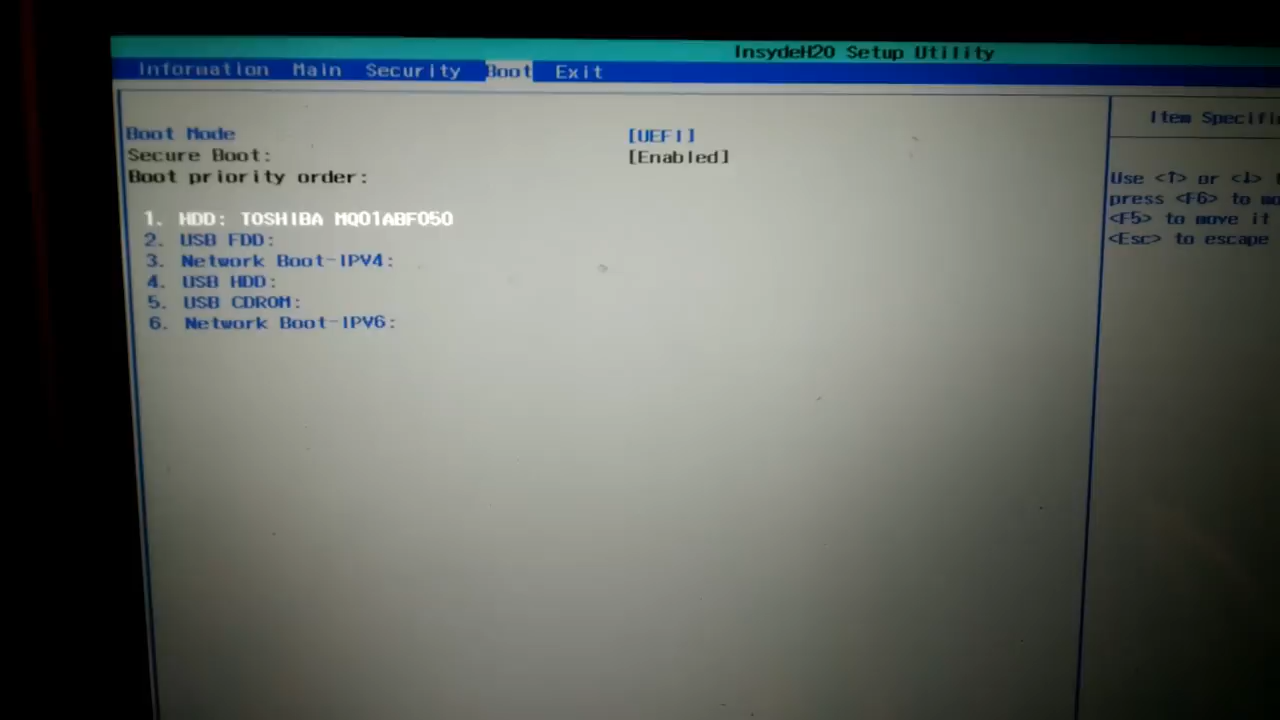 InsydeH20 Setup Utility
Information Main Security Boot Exit
Boot Mode [UEFI]
Secure Boot: [Enabled]
Boot priority order:
1. HDD: TOSHIBA MQ01ABF050
2. USB FDD:
3. Network Boot-IPV4:
4. USB HDD:
5. USB CDROM:
6. Network Boot-IPV6:
Item
Use <↑> or <↓>
press <F6> to
<F5> to move it
<Esc> to escape